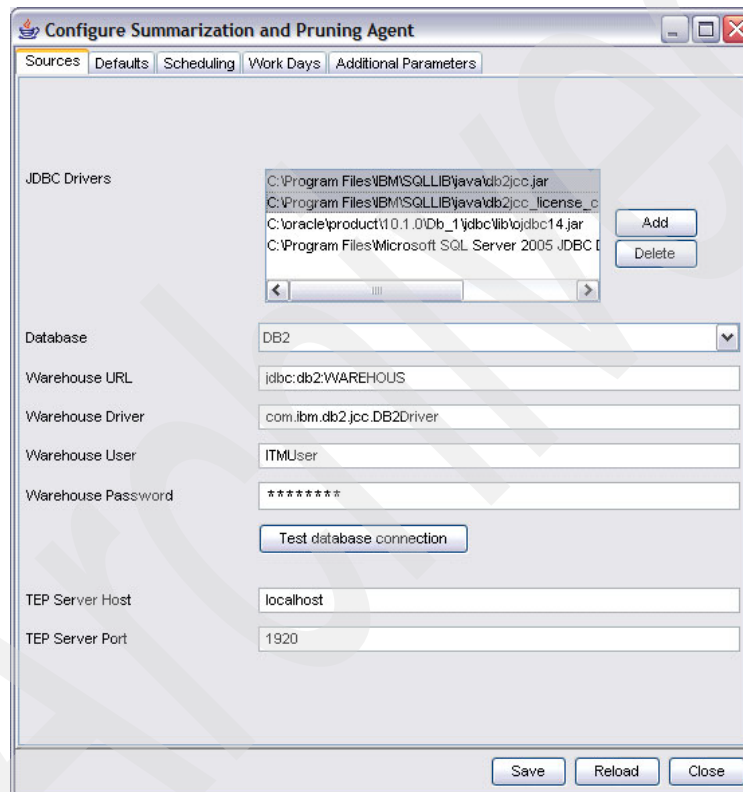 Configure Summarization and Pruning Agent
Sources Defaults Scheduling Work Days Additional Parameters
JDBC Drivers
C:\Program Files\IBM\SQLLIB\java\db2jcc.jar
C:\Program Files\IBM\SQLLIB\java\db2jcc_license_c
C:\oracle\product\10.1.0\Db_1\jdbc\lib\ojdbc14.jar
C:\Program Files\Microsoft SQL Server 2005 JDBC D
Add
Delete
Database DB2
Warehouse URL jdbc:db2:WAREHOUS
Warehouse Driver com.ibm.db2.jcc.DB2Driver
Warehouse User ITMUser
Warehouse Password ********
Test database connection
TEP Server Host localhost
TEP Server Port 1920
Save Reload Close